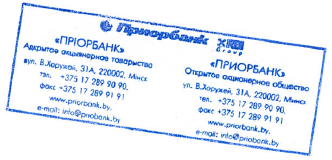 Приорбанк Group
«ПРІОРБАНК»
Адкрытае акцыянернае таварыства
вул. В.Харужай, 31А, 220002, Мінск
тэл. +375 17 289 90 90,
факс +375 17 289 91 91
www.priorbank.by,
e-mail: info@priorbank.by
«ПРИОРБАНК»
Открытое акционерное общество
ул. В.Хоружей, 31А, 220002, Минск
тел. +375 17 289 90 90,
факс +375 17 289 91 91
www.priorbank.by,
e-mail: info@priorbank.by